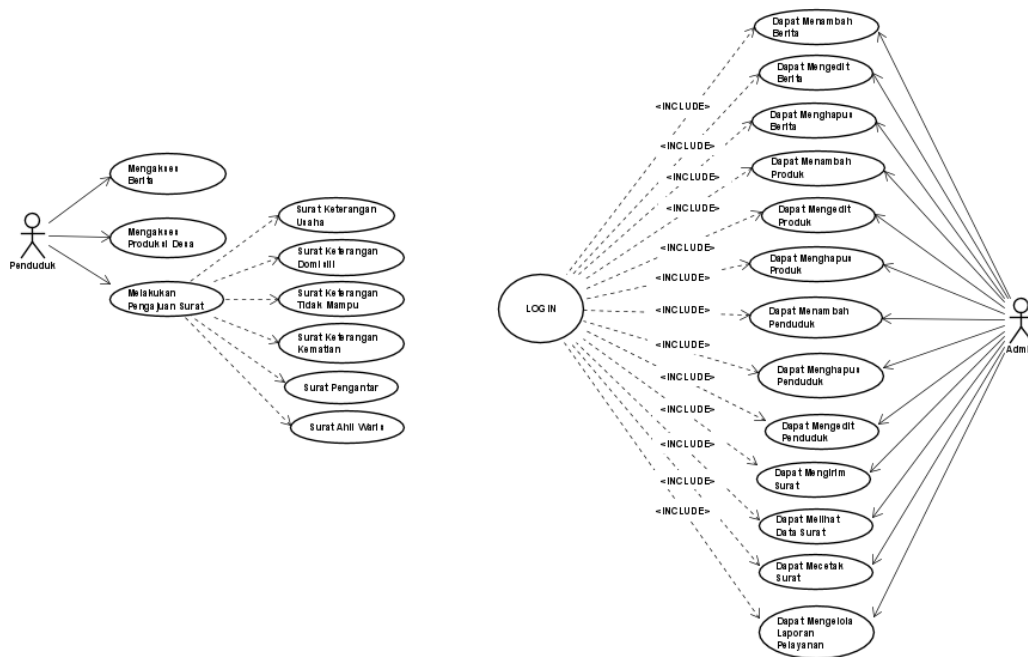 Penduduk
Mengakses
Berita
Mengakses
Produksi Desa
Melakukan
Pengajuan Surat
Surat Keterangan
Usaha
Surat Keterangan
Domisili
Surat Keterangan
Tidak Mampu
Surat Keterangan
Kematian
Surat Pengantar
Surat Ahli Waris
LOGIN
<INCLUDE>
<INCLUDE>
<INCLUDE>
<INCLUDE>
<INCLUDE>
<INCLUDE>
<INCLUDE>
<INCLUDE>
<INCLUDE>
<INCLUDE>
<INCLUDE>
<INCLUDE>
<INCLUDE>
Dapat Menambah
Berita
Dapat Mengedit
Berita
Dapat Menghapus
Berita
Dapat Menambah
Produk
Dapat Mengedit
Produk
Dapat Menghapus
Produk
Dapat Menambah
Penduduk
Dapat Menghapus
Penduduk
Dapat Mengedit
Penduduk
Dapat Mengirim
Surat
Dapat Melihat
Data Surat
Dapat Mecetak
Surat
Dapat Mengelola
Laporan
Pelayanan
Admi